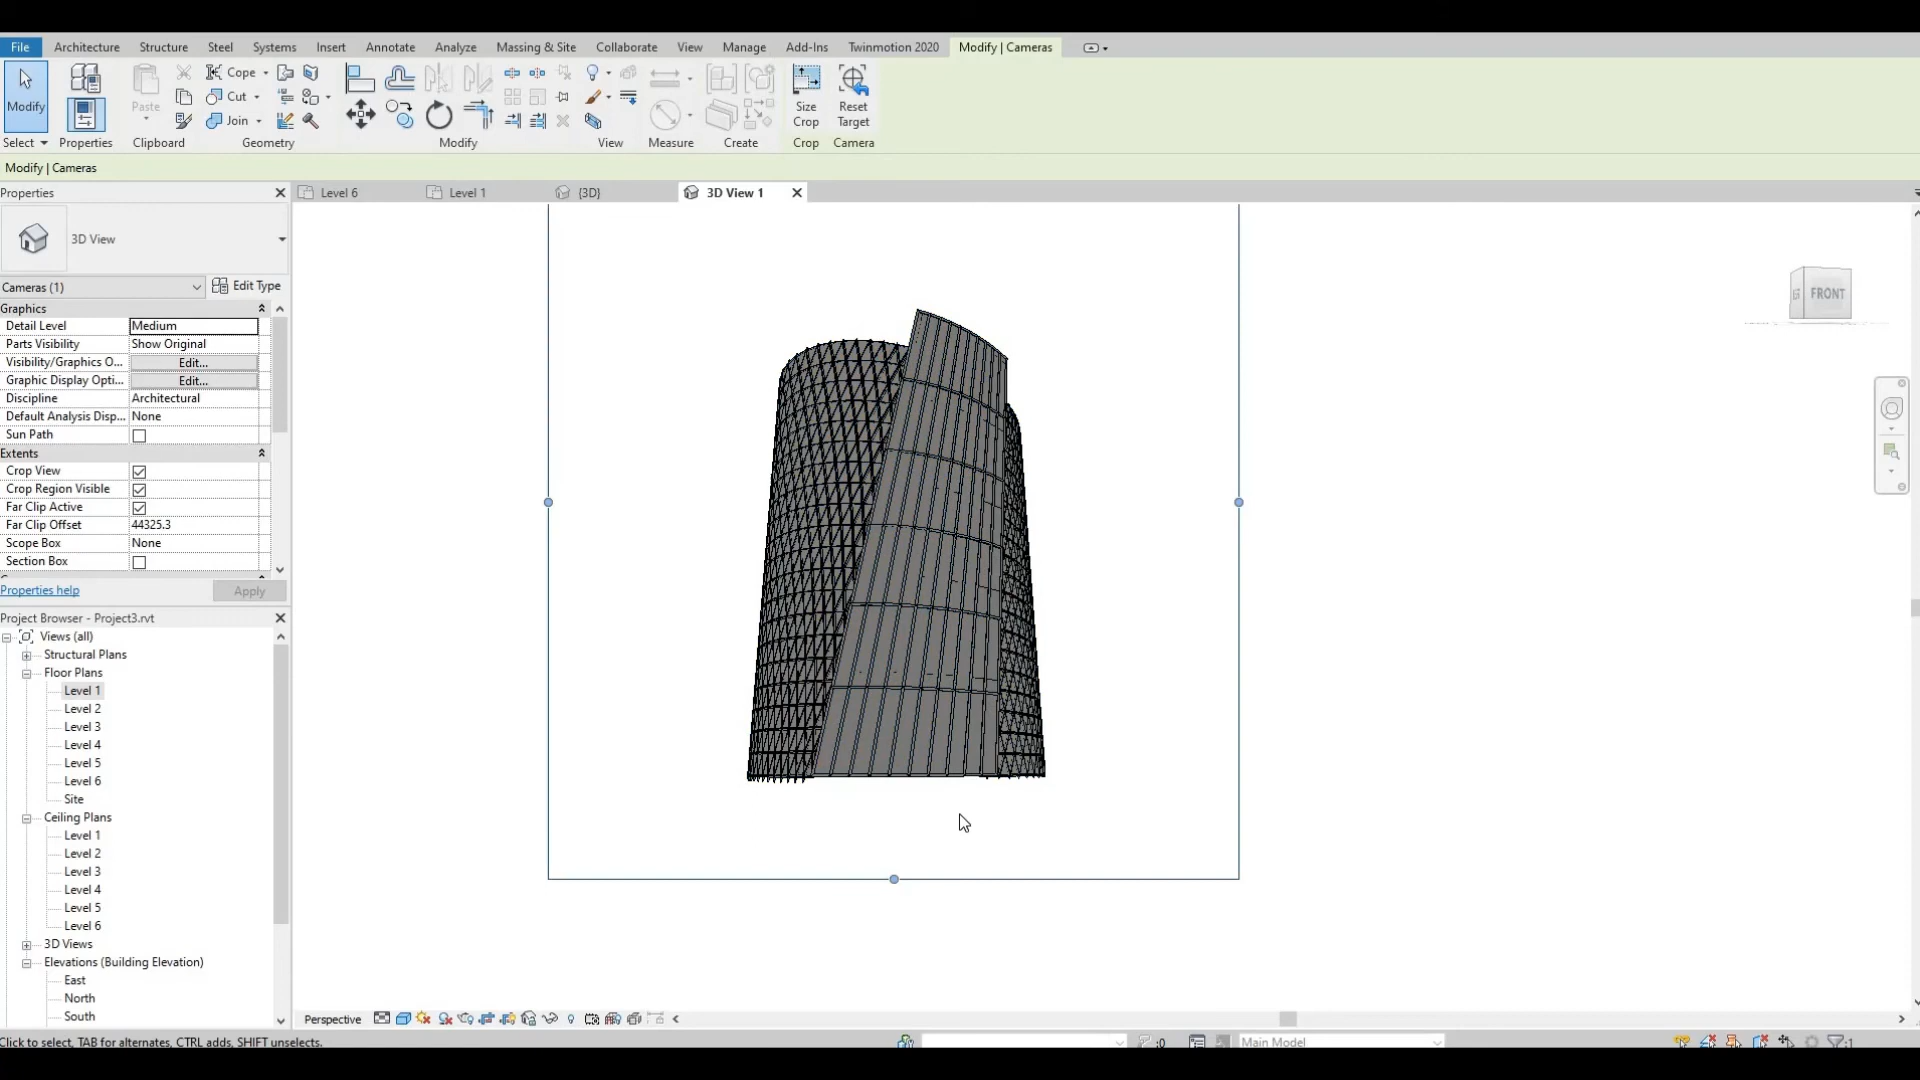 File Architecture Structure Steel Systems Insert Annotate Analyze Massing & Site Collaborate View Manage Add-Ins Twinmotion 2020 Modify | Cameras
Modify
Paste
Cope
Cut
Join
Size
Crop
Reset
Target
Select Properties Clipboard Geometry Modify View Measure Create Crop Camera
Modify | Cameras
Properties
Level 6 Level 1 {3D} 3D View 1
3D View
FRONT
Cameras (1) Edit Type
Graphics
Detail Level Medium
Parts Visibility Show Original
Visibility/Graphics O... Edit...
Graphic Display Opti... Edit...
Discipline Architectural
Default Analysis Disp... None
Sun Path
Extents
Crop View
Crop Region Visible
Far Clip Active
Far Clip Offset 44325.3
Scope Box None
Section Box
Properties help Apply
Project Browser - Project3.rvt
Views (all)
Structural Plans
Floor Plans
Level 1
Level 2
Level 3
Level 4
Level 5
Level 6
Site
Ceiling Plans
Level 1
Level 2
Level 3
Level 4
Level 5
Level 6
3D Views
Elevations (Building Elevation)
East
North
South
Perspective
Click to select, TAB for alternates, CTRL adds, SHIFT unselects. :0 Main Model :1